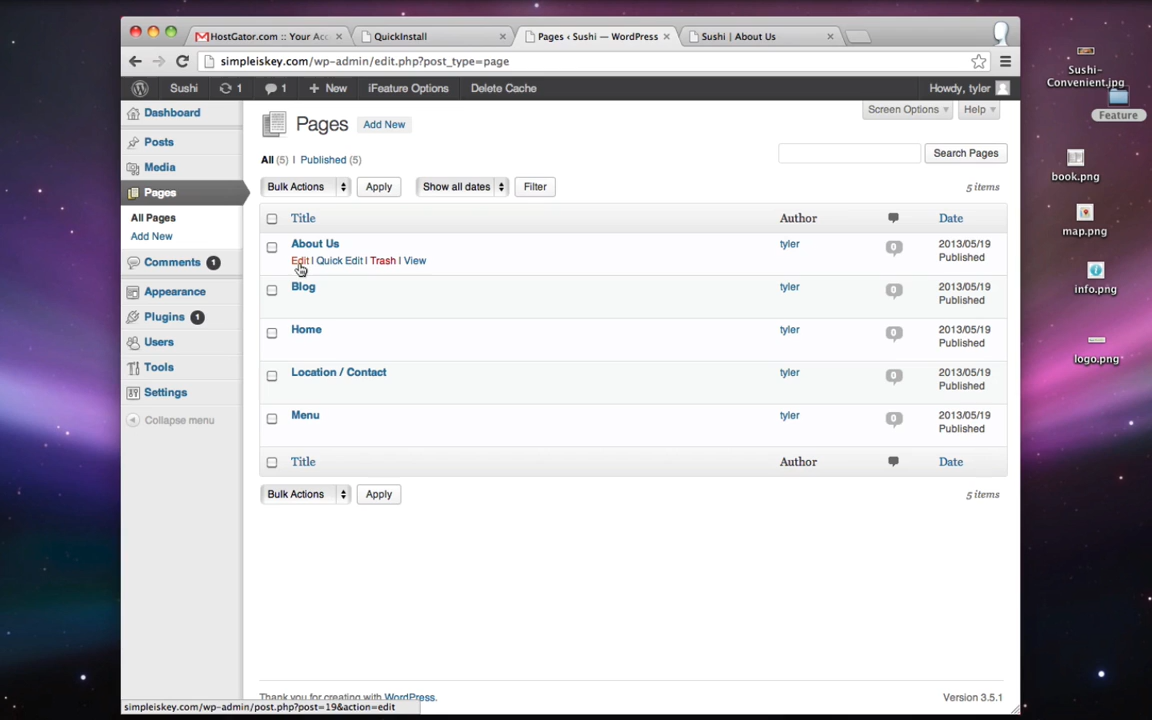 HostGator.com :: Your Acc
QuickInstall
Pages ‹ Sushi — WordPress
Sushi | About Us
simpleiskey.com/wp-admin/edit.php?post_type=page
Sushi
1
1
+ New
iFeature Options
Delete Cache
Howdy, tyler
Dashboard
Posts
Media
Pages
All Pages
Add New
Comments 1
Appearance
Plugins 1
Users
Tools
Settings
Collapse menu
Screen Options
Help
Pages Add New
All (5) | Published (5)
Search Pages
Bulk Actions Apply Show all dates Filter 5 items
Title Author Date
About Us tyler 0 2013/05/19
Edit | Quick Edit | Trash | View Published
Blog tyler 0 2013/05/19
Published
Home tyler 0 2013/05/19
Published
Location / Contact tyler 0 2013/05/19
Published
Menu tyler 0 2013/05/19
Published
Title Author Date
Bulk Actions Apply 5 items
Thank you for creating with WordPress. Version 3.5.1
simpleiskey.com/wp-admin/post.php?post=19&action=edit
Sushi-
Convenient.jpg
Feature
book.png
map.png
info.png
logo.png